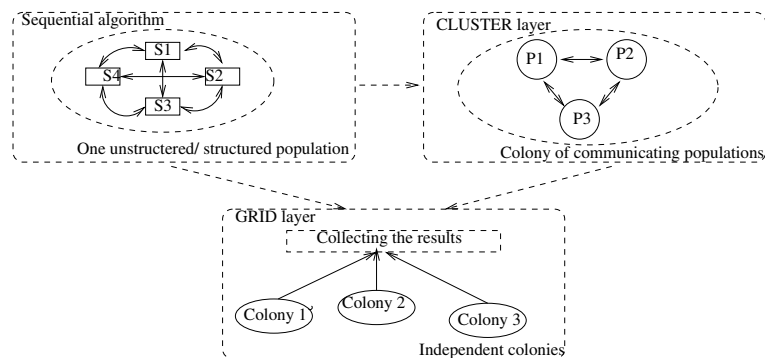 Sequential algorithm
S1
S4
S2
S3
One unstructered/ structured population
CLUSTER layer
P1
P2
P3
Colony of communicating populations
GRID layer
Collecting the results
Colony 1,
Colony 2
Colony 3
Independent colonies